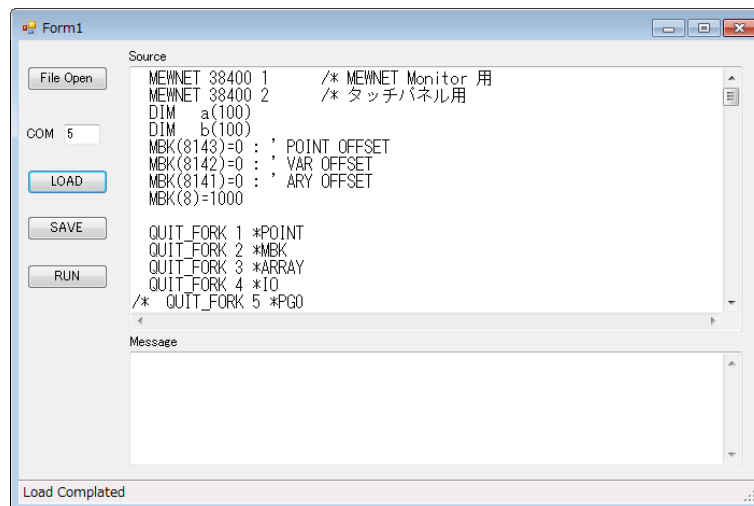 Form1
File Open
COM 5
LOAD
SAVE
RUN
Source
MEWNET 38400 1 /* MEWNET Monitor 用
MEWNET 38400 2 /* タッチパネル用
DIM a(100)
DIM b(100)
MBK(8143)=0 : ' POINT OFFSET
MBK(8142)=0 : ' VAR OFFSET
MBK(8141)=0 : ' ARY OFFSET
MBK(8)=1000
QUIT_FORK 1 *POINT
QUIT_FORK 2 *MBK
QUIT_FORK 3 *ARRAY
QUIT_FORK 4 *IO
/* QUIT_FORK 5 *PG0
Message
Load Complated